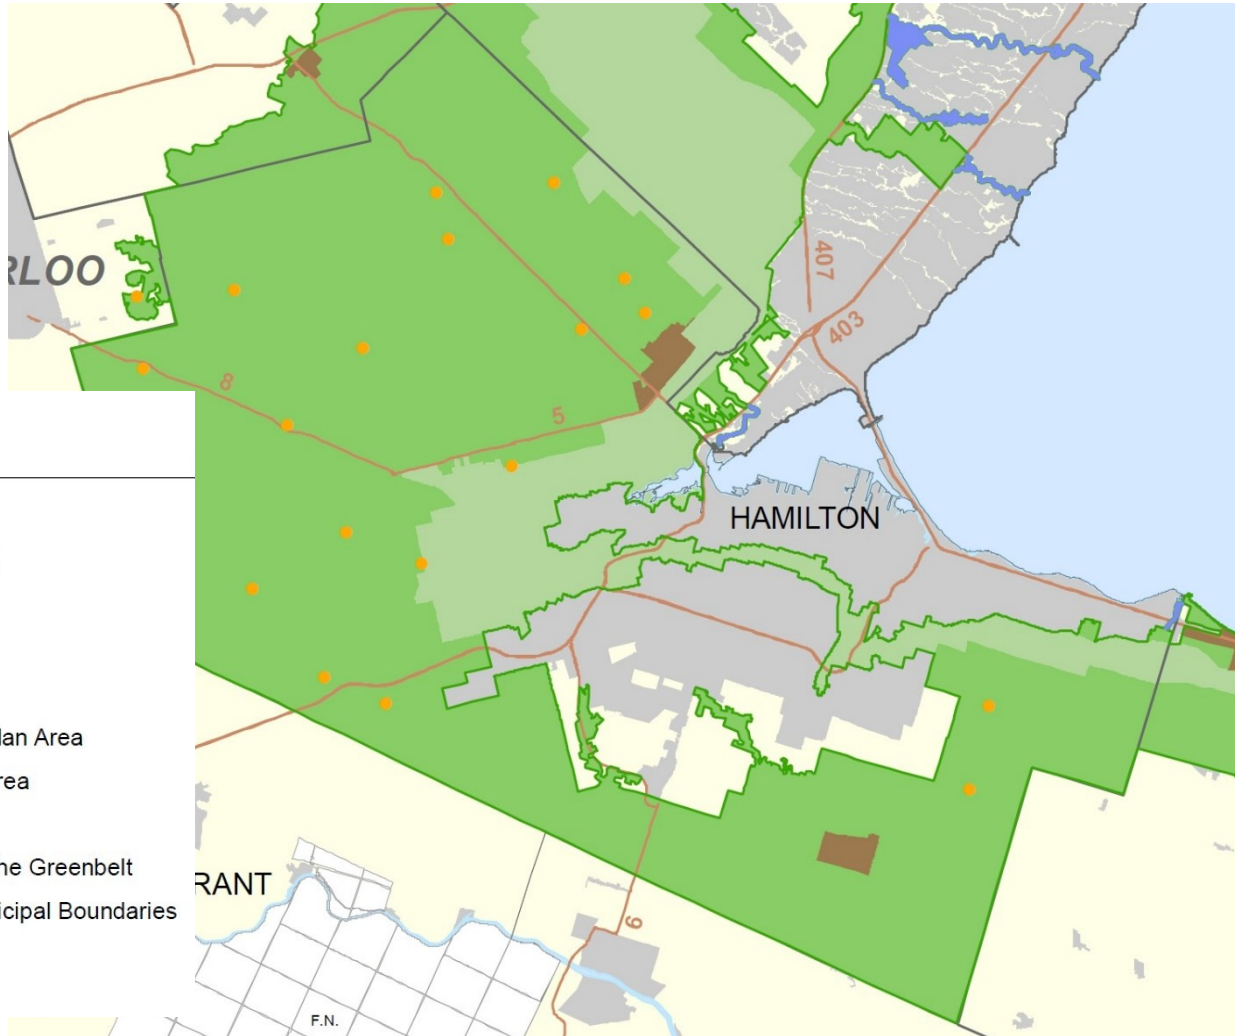 RLOO
407
403
8
5
HAMILTON
lan Area
rea
he Greenbelt
icipal Boundaries
RANT
6
F.N.